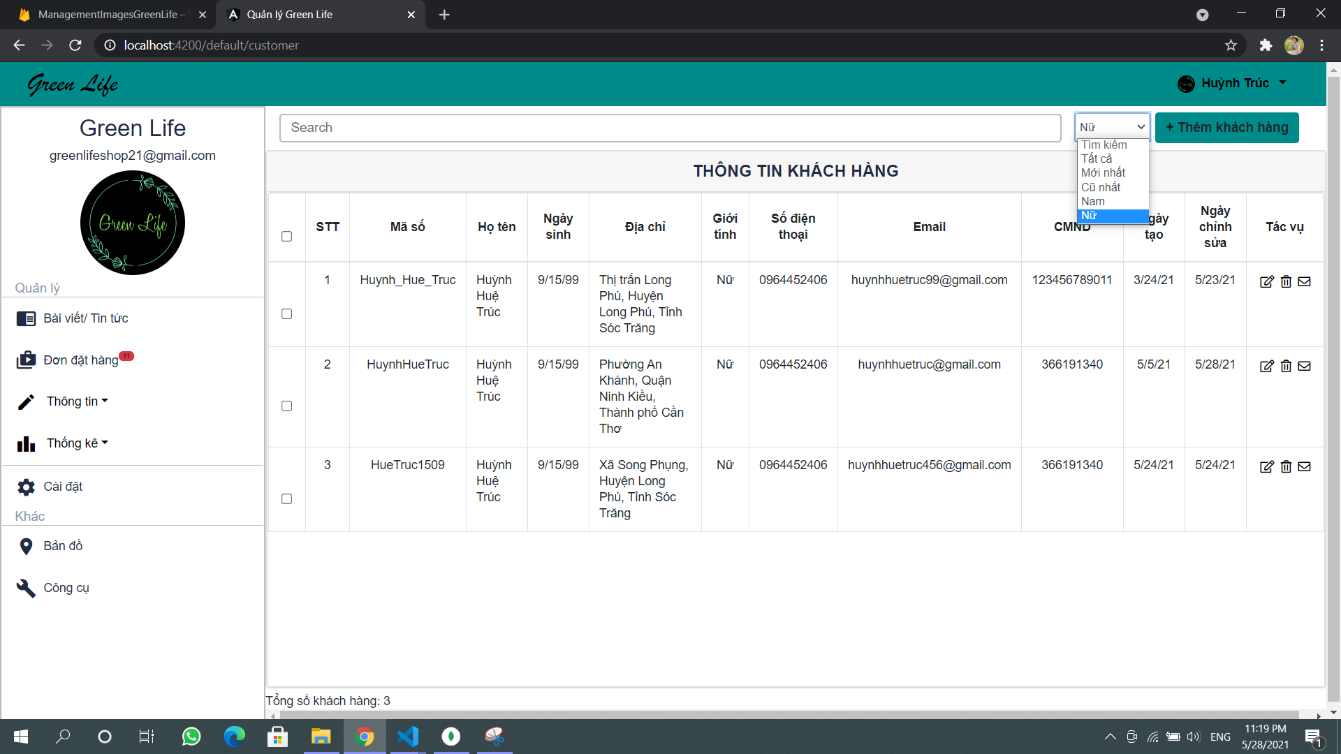 ManagementImagesGreenLife –
Quản lý Green Life
localhost:4200/default/customer
Green Life
Huỳnh Trúc
Green Life
greenlifeshop21@gmail.com
Green Life
Quản lý
Bài viết/ Tin tức
Đơn đặt hàng 11
Thông tin
Thống kê
Cài đặt
Khác
Bản đồ
Công cụ
Search
Nữ
+ Thêm khách hàng
Tìm kiếm
Tất cả
Mới nhất
Cũ nhất
Nam
Nữ
THÔNG TIN KHÁCH HÀNG
STT Mã số Họ tên Ngày sinh Địa chỉ Giới tính Số điện thoại Email CMND tạo Ngày chỉnh sửa Tác vụ
1 Huynh_Hue_Truc Huỳnh Huệ Trúc 9/15/99 Thị trấn Long Phú, Huyện Long Phú, Tỉnh Sóc Trăng Nữ 0964452406 huynhhuetruc99@gmail.com 123456789011 3/24/21 5/23/21
2 HuynhHueTruc Huỳnh Huệ Trúc 9/15/99 Phường An Khánh, Quận Ninh Kiều, Thành phố Cần Thơ Nữ 0964452406 huynhhuetruc@gmail.com 366191340 5/5/21 5/28/21
3 HueTruc1509 Huỳnh Huệ Trúc 9/15/99 Xã Song Phụng, Huyện Long Phú, Tỉnh Sóc Trăng Nữ 0964452406 huynhhuetruc456@gmail.com 366191340 5/24/21 5/24/21
Tổng số khách hàng: 3
ENG
11:19 PM
5/28/2021
1